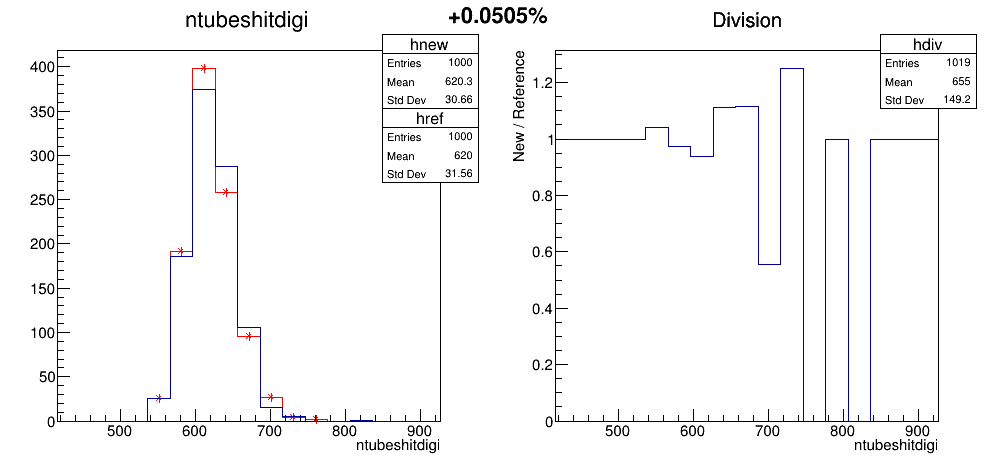 ntubeshitdigi
+0.0505%
Division
hnew
Entries 1000
Mean 620.3
Std Dev 30.66
href
Entries 1000
Mean 620
Std Dev 31.56
400
350
300
250
200
150
100
50
0
500 600 700 800 900
ntubeshitdigi
hdiv
Entries 1019
Mean 655
Std Dev 149.2
New / Reference
1.2
1
0.8
0.6
0.4
0.2
0
500 600 700 800 900
ntubeshitdigi